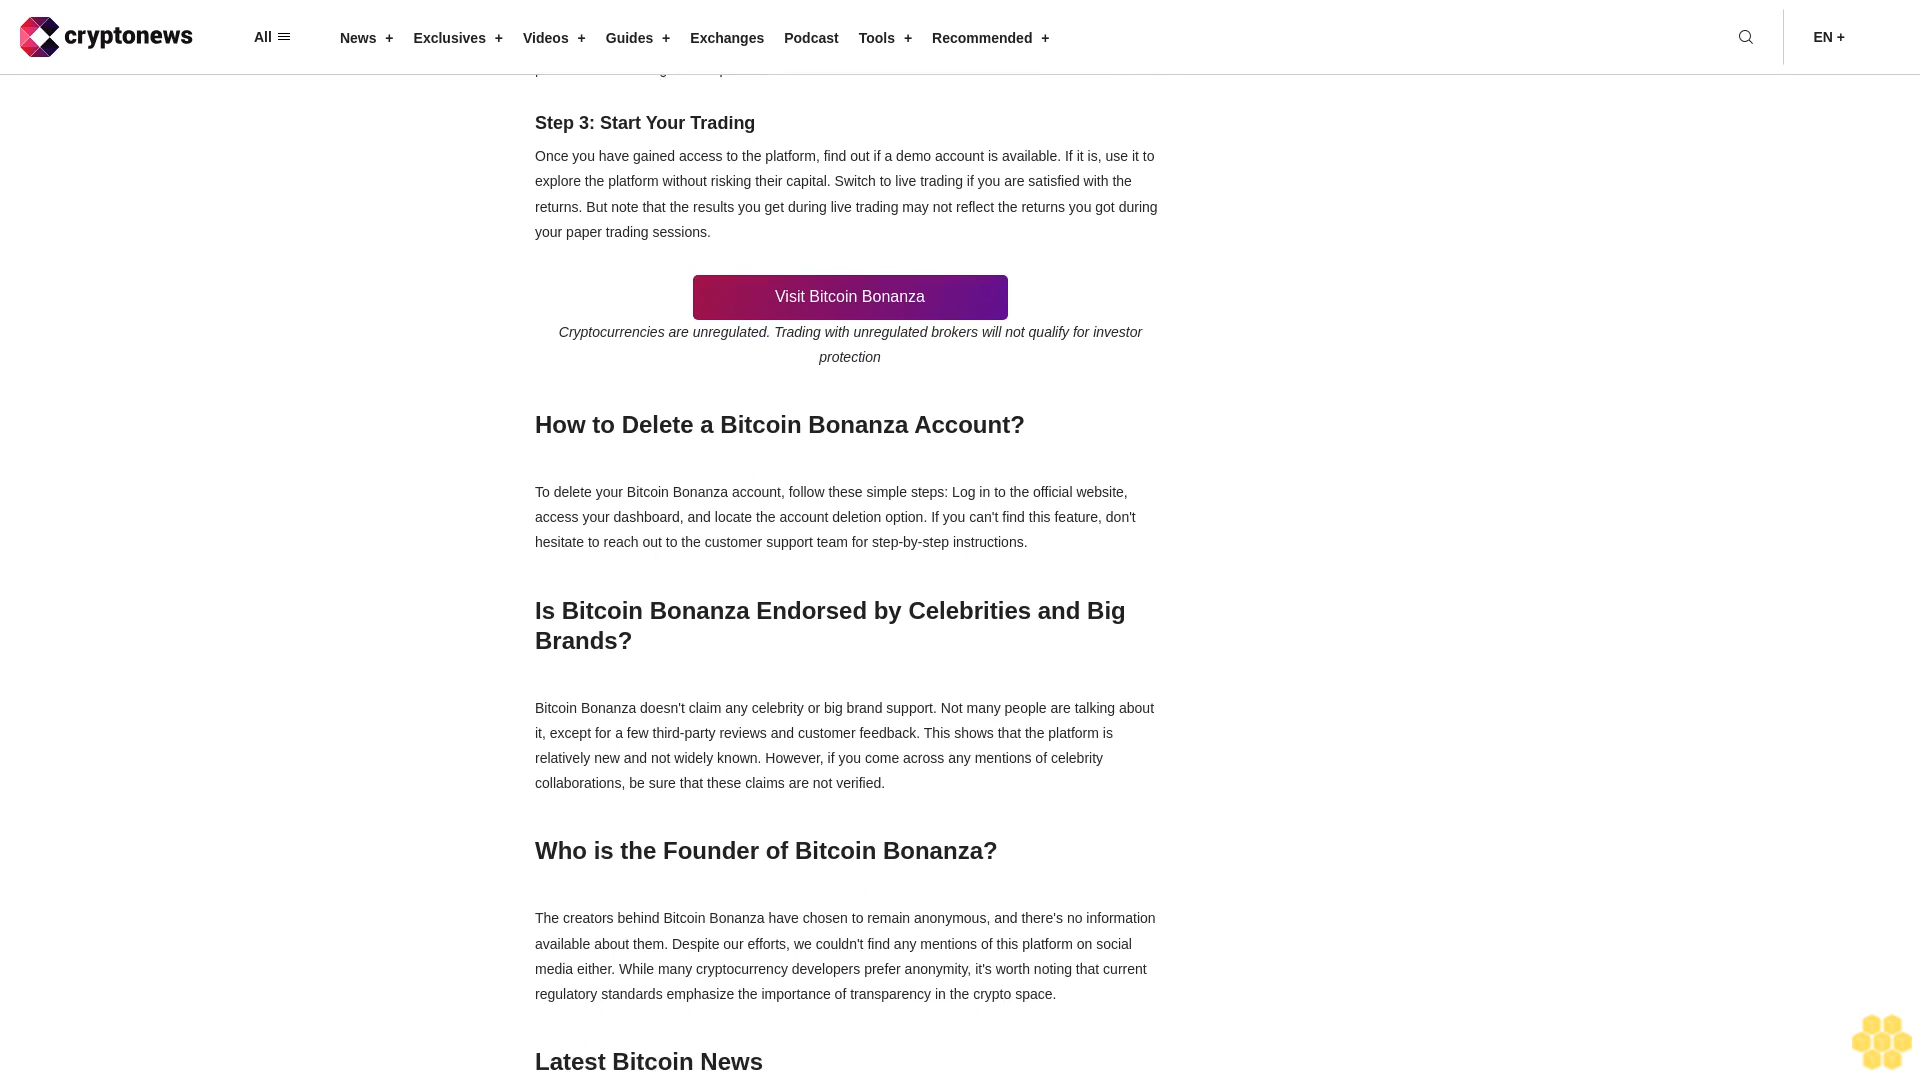 cryptonews
All
News + Exclusives + Videos + Guides + Exchanges Podcast Tools + Recommended +
EN +
Step 3: Start Your Trading
Once you have gained access to the platform, find out if a demo account is available. If it is, use it to
explore the platform without risking their capital. Switch to live trading if you are satisfied with the
returns. But note that the results you get during live trading may not reflect the returns you got during
your paper trading sessions.
Visit Bitcoin Bonanza
Cryptocurrencies are unregulated. Trading with unregulated brokers will not qualify for investor
protection
How to Delete a Bitcoin Bonanza Account?
To delete your Bitcoin Bonanza account, follow these simple steps: Log in to the official website,
access your dashboard, and locate the account deletion option. If you can't find this feature, don't
hesitate to reach out to the customer support team for step-by-step instructions.
Is Bitcoin Bonanza Endorsed by Celebrities and Big
Brands?
Bitcoin Bonanza doesn't claim any celebrity or big brand support. Not many people are talking about
it, except for a few third-party reviews and customer feedback. This shows that the platform is
relatively new and not widely known. However, if you come across any mentions of celebrity
collaborations, be sure that these claims are not verified.
Who is the Founder of Bitcoin Bonanza?
The creators behind Bitcoin Bonanza have chosen to remain anonymous, and there's no information
available about them. Despite our efforts, we couldn't find any mentions of this platform on social
media either. While many cryptocurrency developers prefer anonymity, it's worth noting that current
regulatory standards emphasize the importance of transparency in the crypto space.
Latest Bitcoin News